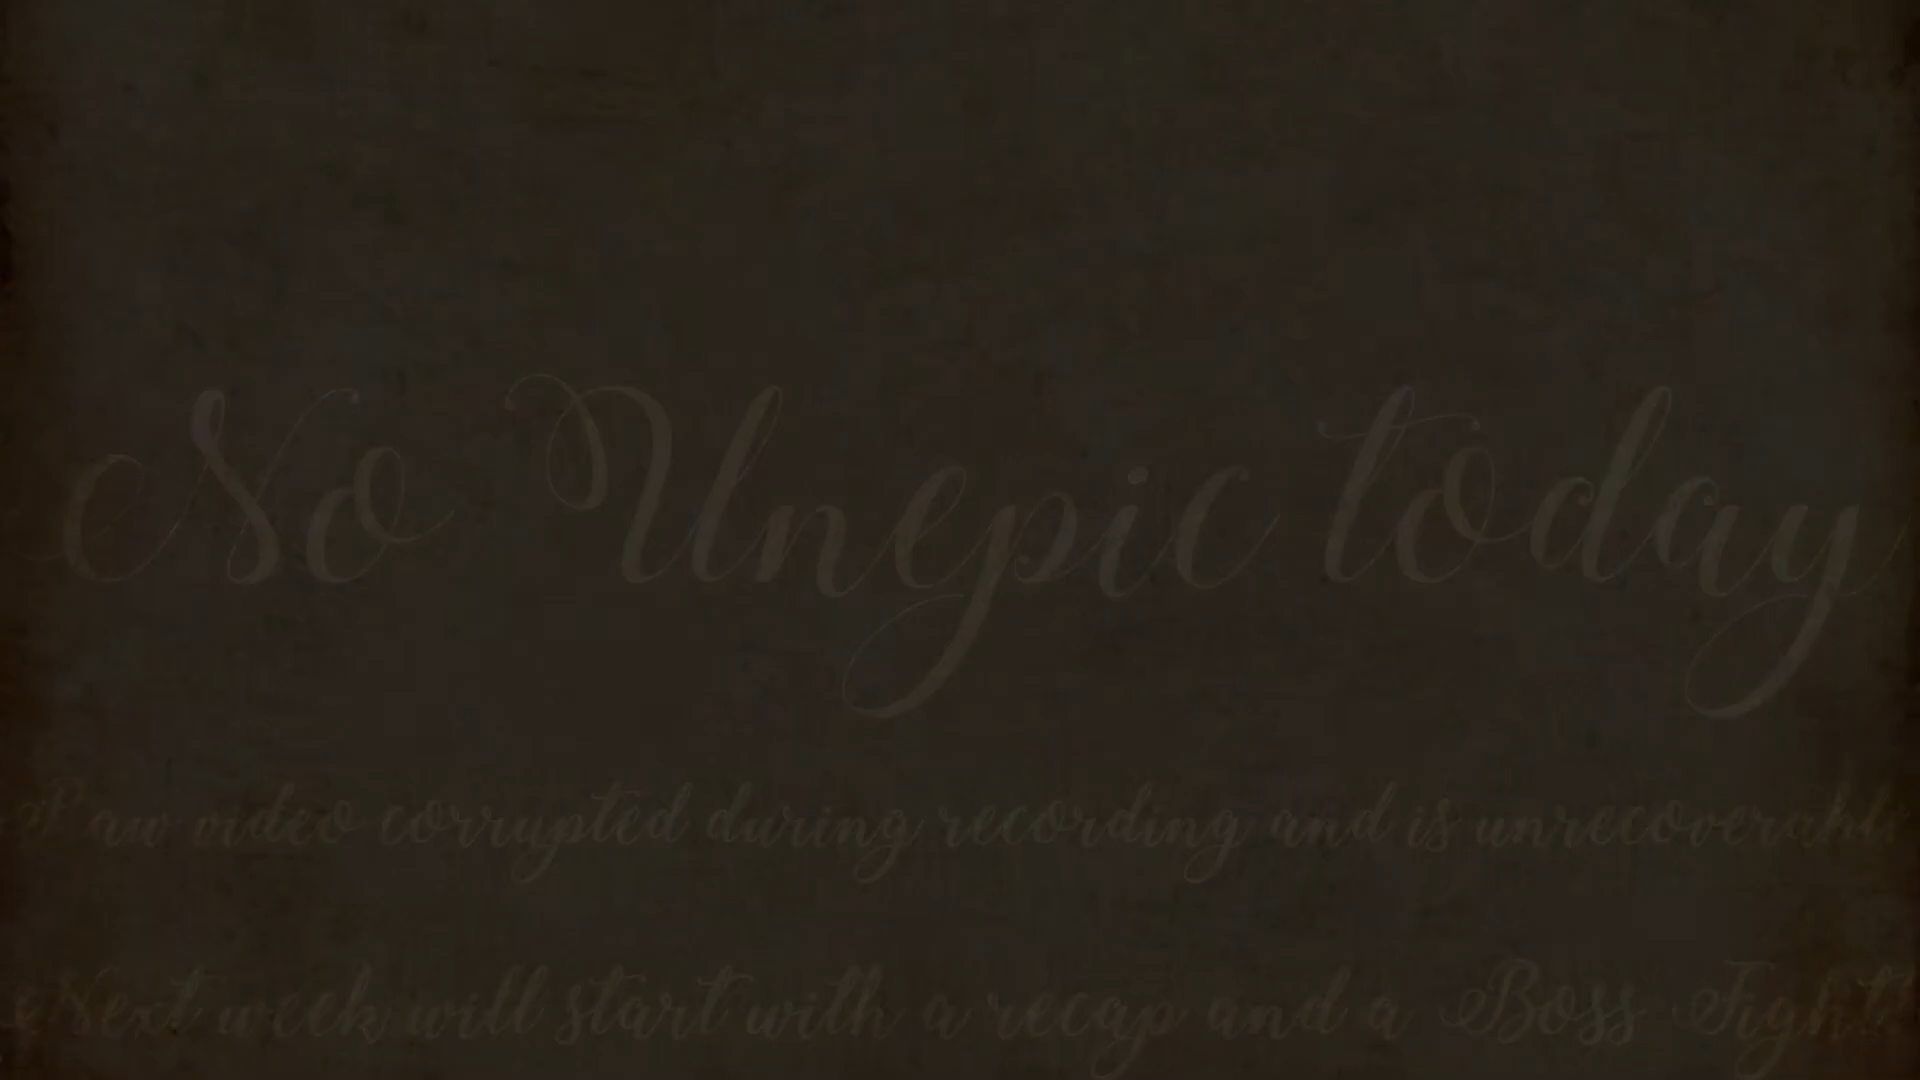 No Unepic today
Raw video corrupted during recording and is unrecoverable
Next week will start with a recap and a Boss Fight!